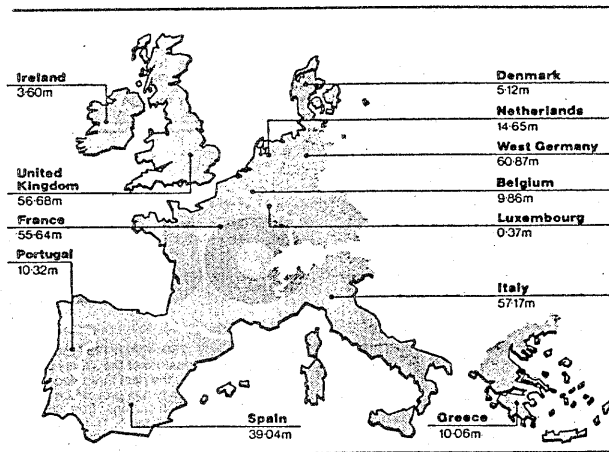 Ireland
3·60m
United
Kingdom
56·68m
France
55·64m
Portugal
10·32m
Denmark
5·12m
Netherlands
14·65m
West Germany
60·87m
Belgium
9·86m
Luxembourg
0·37m
Italy
57·17m
Spain
39·04m
Greece
10·06m